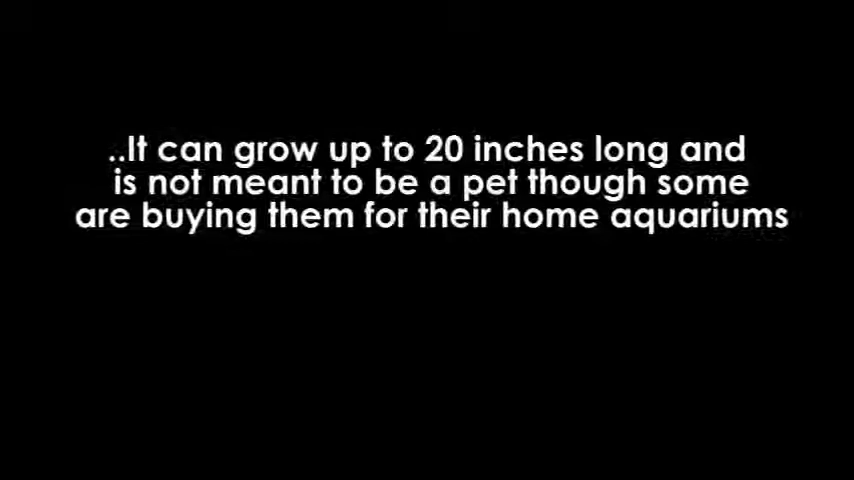 ..It can grow up to 20 inches long and
is not meant to be a pet though some
are buying them for their home aquariums